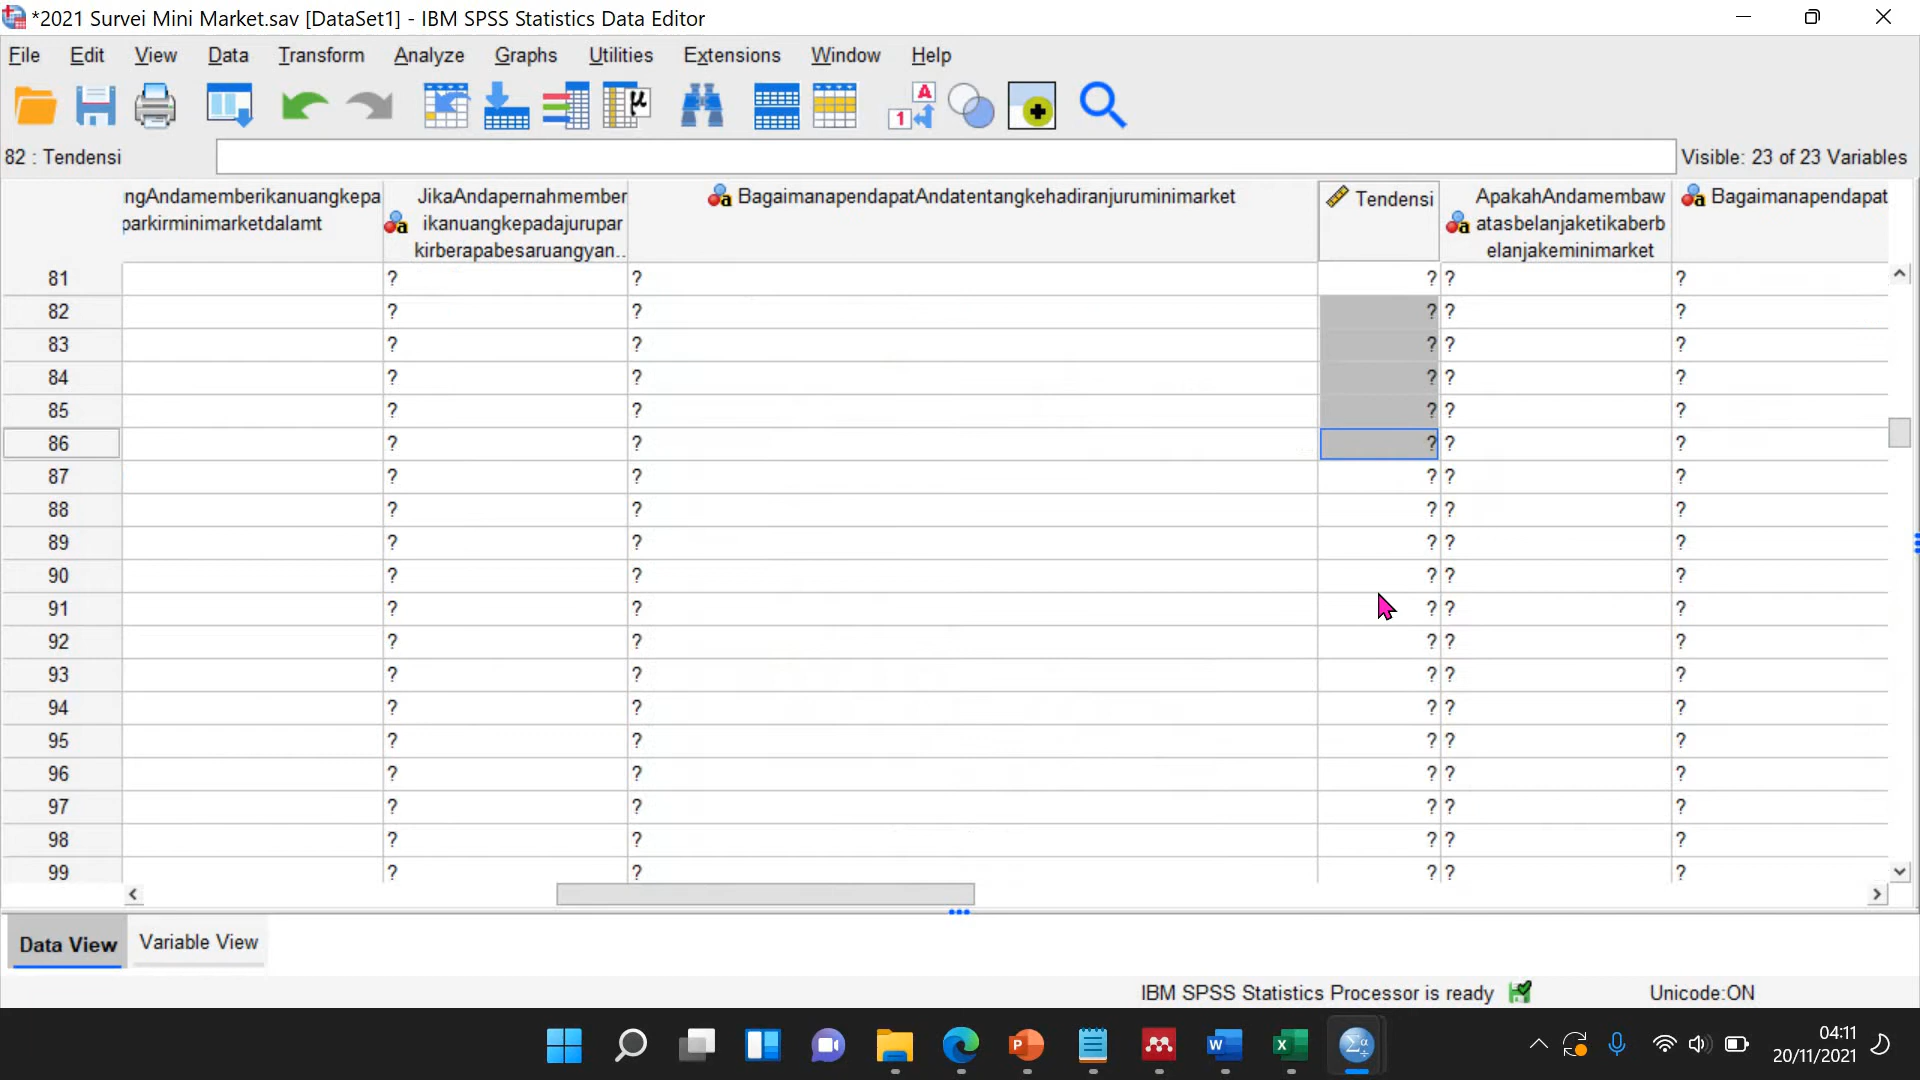 *2021 Survei Mini Market.sav [DataSet1] - IBM SPSS Statistics Data Editor
File Edit View Data Transform Analyze Graphs Utilities Extensions Window Help
82 : Tendensi
Visible: 23 of 23 Variables
ngAndamemberikanuangkepa
parkirminimarketdalamt
JikaAndapernahmember
ikanuangkepadajurupar
kirberapabesaruangyan..
BagaimanapendapatAndatentangkehadiranjuruminimarket
Tendensi
ApakahAndamembaw
atasbelanjaketikaberb
elanjakeminimarket
Bagaimanapendapat
81 ? ? ? ? ?
82 ? ? ? ? ?
83 ? ? ? ? ?
84 ? ? ? ? ?
85 ? ? ? ? ?
86 ? ? ? ? ?
87 ? ? ? ? ?
88 ? ? ? ? ?
89 ? ? ? ? ?
90 ? ? ? ? ?
91 ? ? ? ? ?
92 ? ? ? ? ?
93 ? ? ? ? ?
94 ? ? ? ? ?
95 ? ? ? ? ?
96 ? ? ? ? ?
97 ? ? ? ? ?
98 ? ? ? ? ?
99 ? ? ? ? ?
Data View Variable View
IBM SPSS Statistics Processor is ready Unicode:ON
04:11
20/11/2021